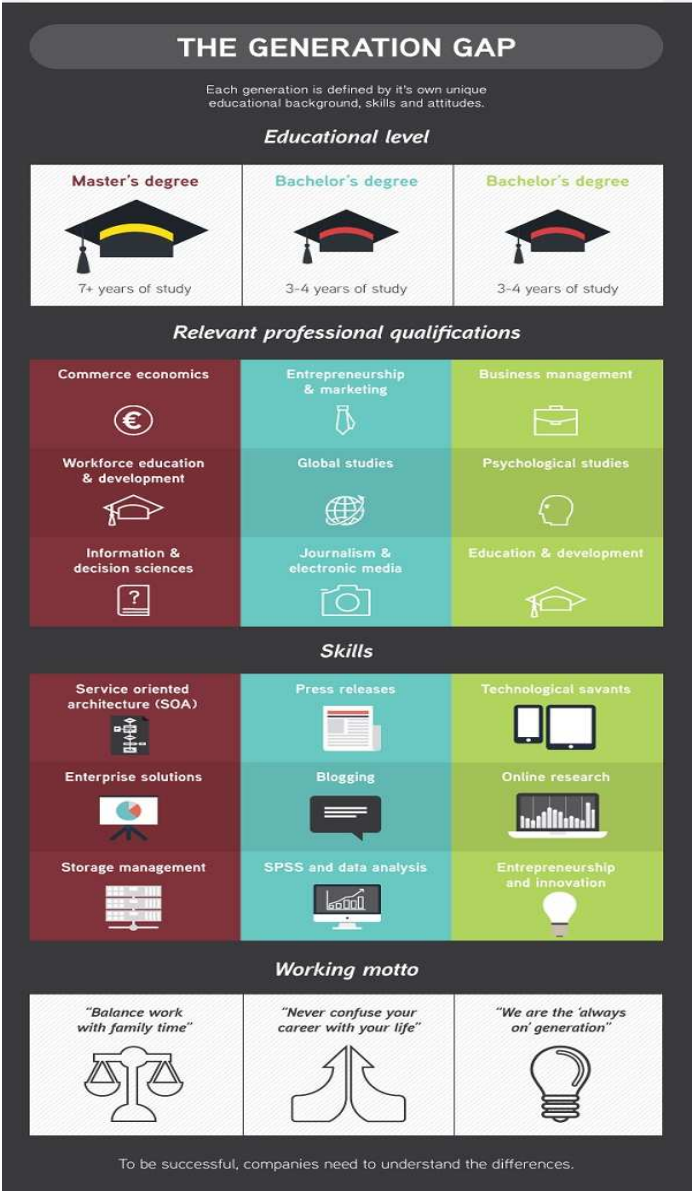 THE GENERATION GAP
Each generation is defined by it's own unique
educational background, skills and attitudes.
Educational level
Master's degree
7+ years of study
Bachelor's degree
3-4 years of study
Bachelor's degree
3-4 years of study
Relevant professional qualifications
Commerce economics
€
Entrepreneurship
& marketing
Business management
Workforce education
& development
Global studies
Psychological studies
Information &
decision sciences
?
Journalism &
electronic media
Education & development
Skills
Service oriented
architecture (SOA)
Press releases
Technological savants
Enterprise solutions
Blogging
Online research
Storage management
SPSS and data analysis
Entrepreneurship
and innovation
Working motto
"Balance work
with family time"
"Never confuse your
career with your life"
"We are the 'always
on' generation"
To be successful, companies need to understand the differences.